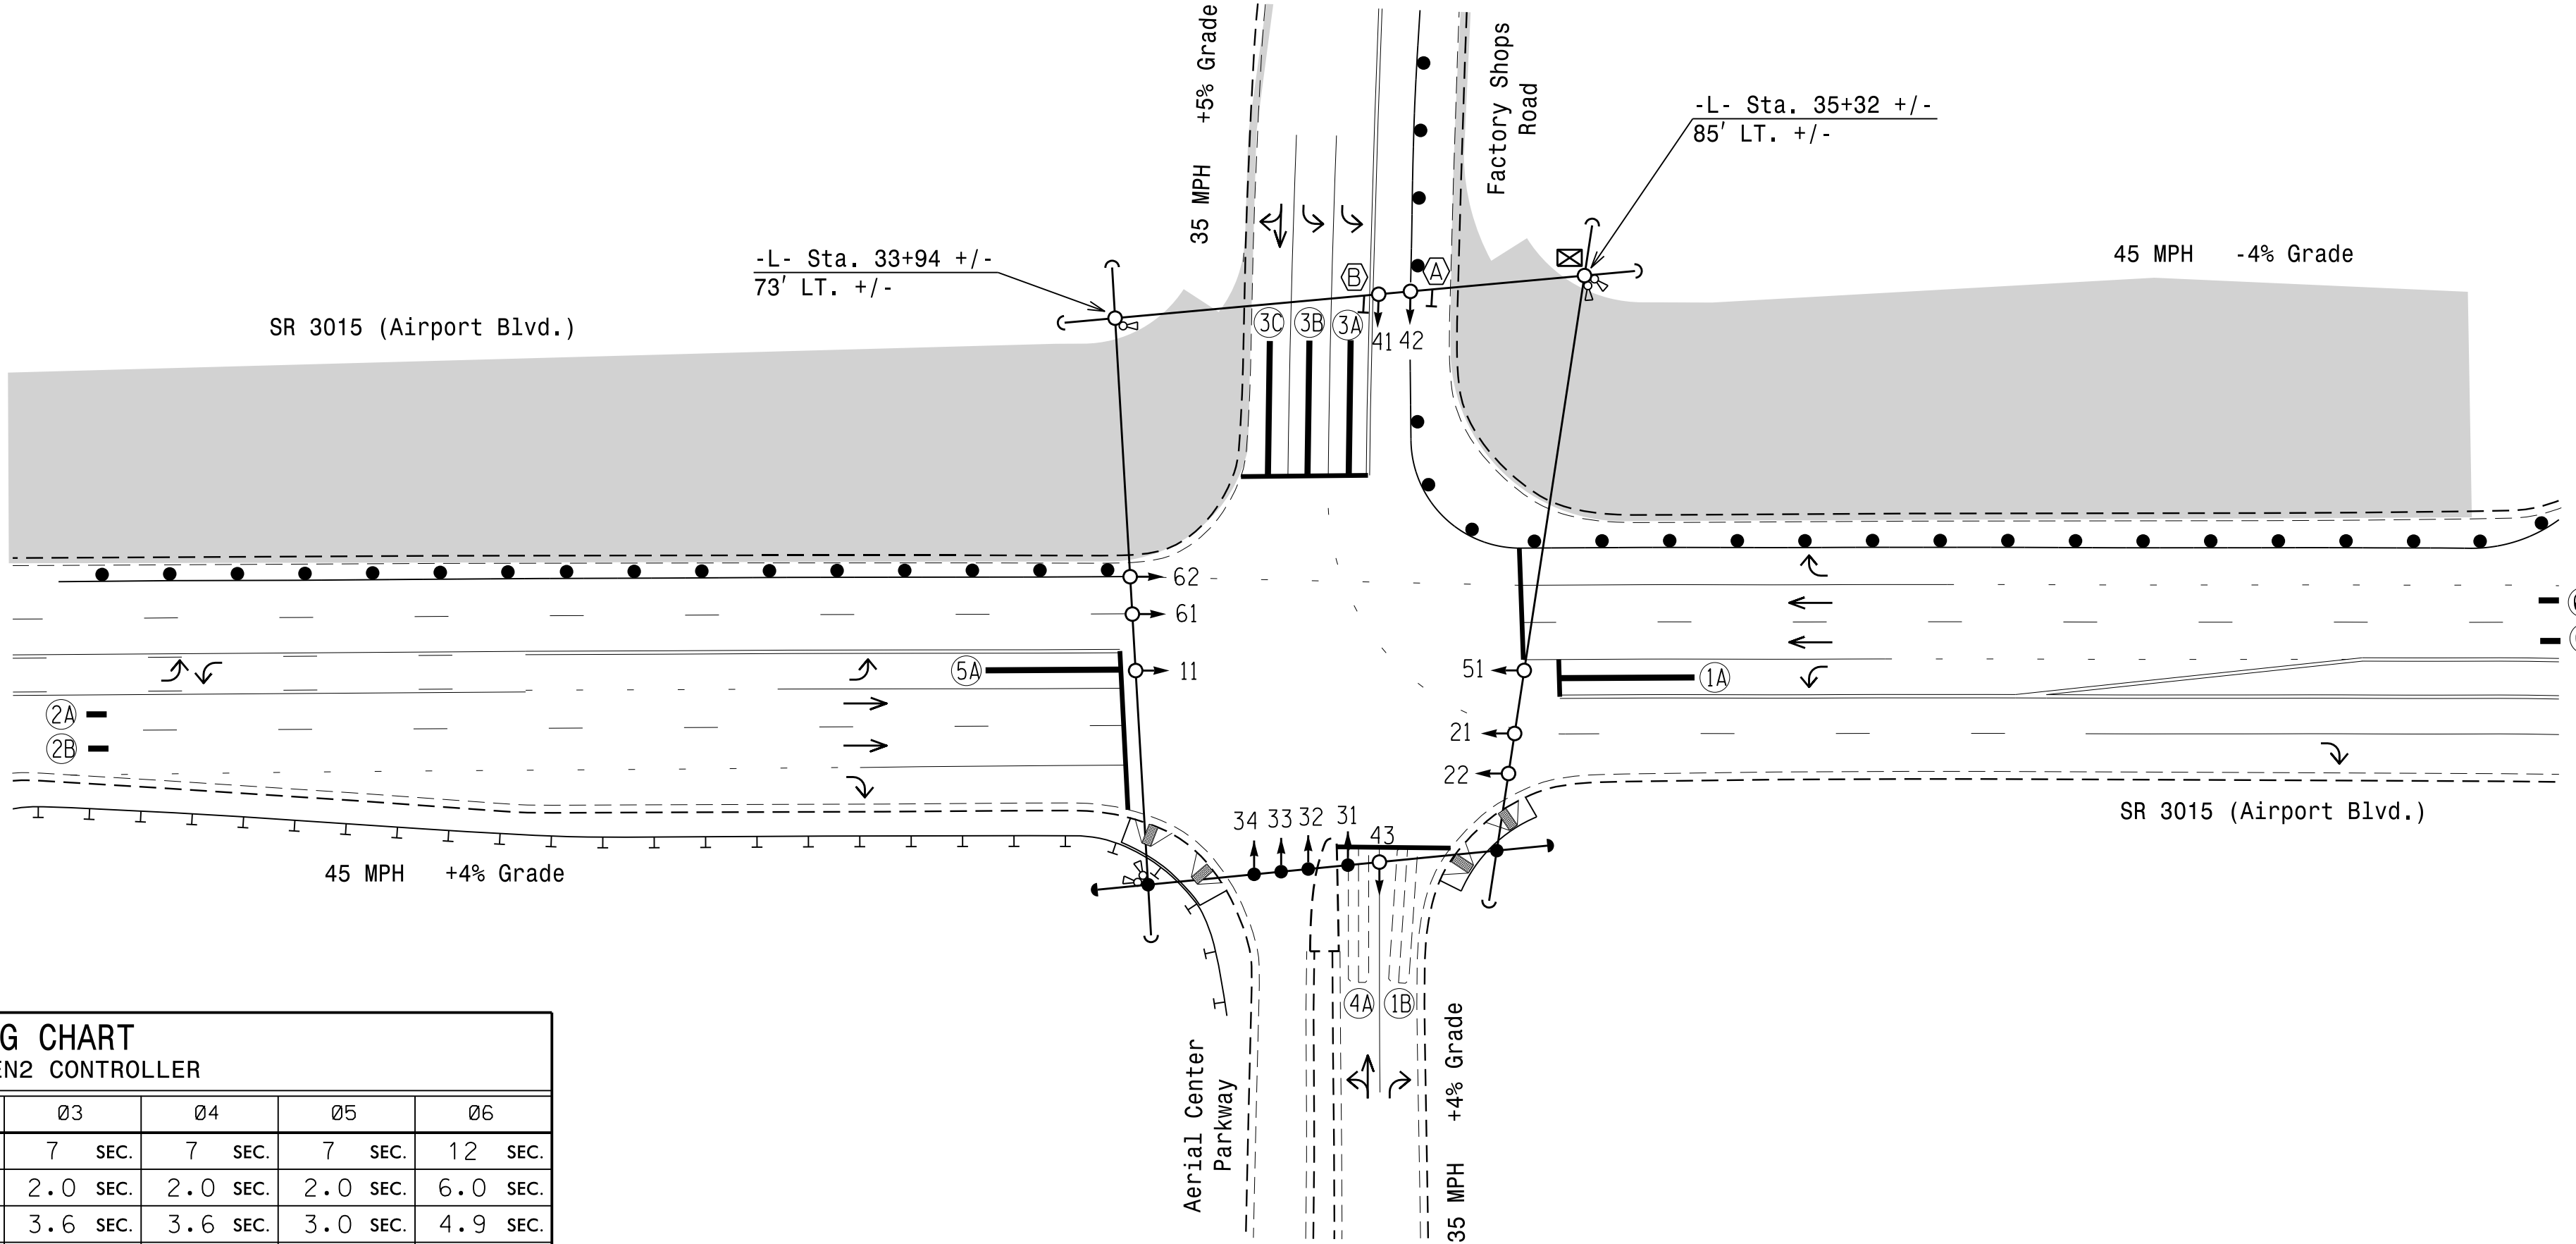 +5% Grade
35 MPH
Factory Shops
Road
-L- Sta. 35+32 +/-
85' LT. +/-
45 MPH -4% Grade
-L- Sta. 33+94 +/-
73' LT. +/-
B
A
SR 3015 (Airport Blvd.)
3C
3B
3A
41
42
62
61
5A
11
51
1A
2A
2B
21
22
34
33
32
31
43
SR 3015 (Airport Blvd.)
45 MPH +4% Grade
4A
1B
Aerial Center
Parkway
35 MPH +4% Grade
G CHART
EN2 CONTROLLER
Ø3 Ø4 Ø5 Ø6
7 SEC. 7 SEC. 7 SEC. 12 SEC.
2.0 SEC. 2.0 SEC. 2.0 SEC. 6.0 SEC.
3.6 SEC. 3.6 SEC. 3.0 SEC. 4.9 SEC.